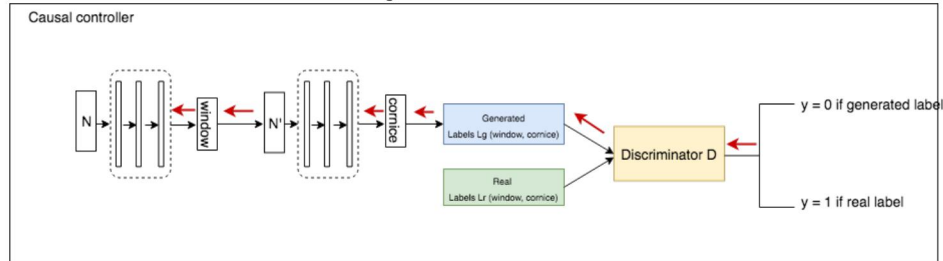 Causal controller
N
window
N'
cornice
Generated
Labels Lg (window, cornice)
Real
Labels Lr (window, cornice)
Discriminator D
y = 0 if generated label
y = 1 if real label